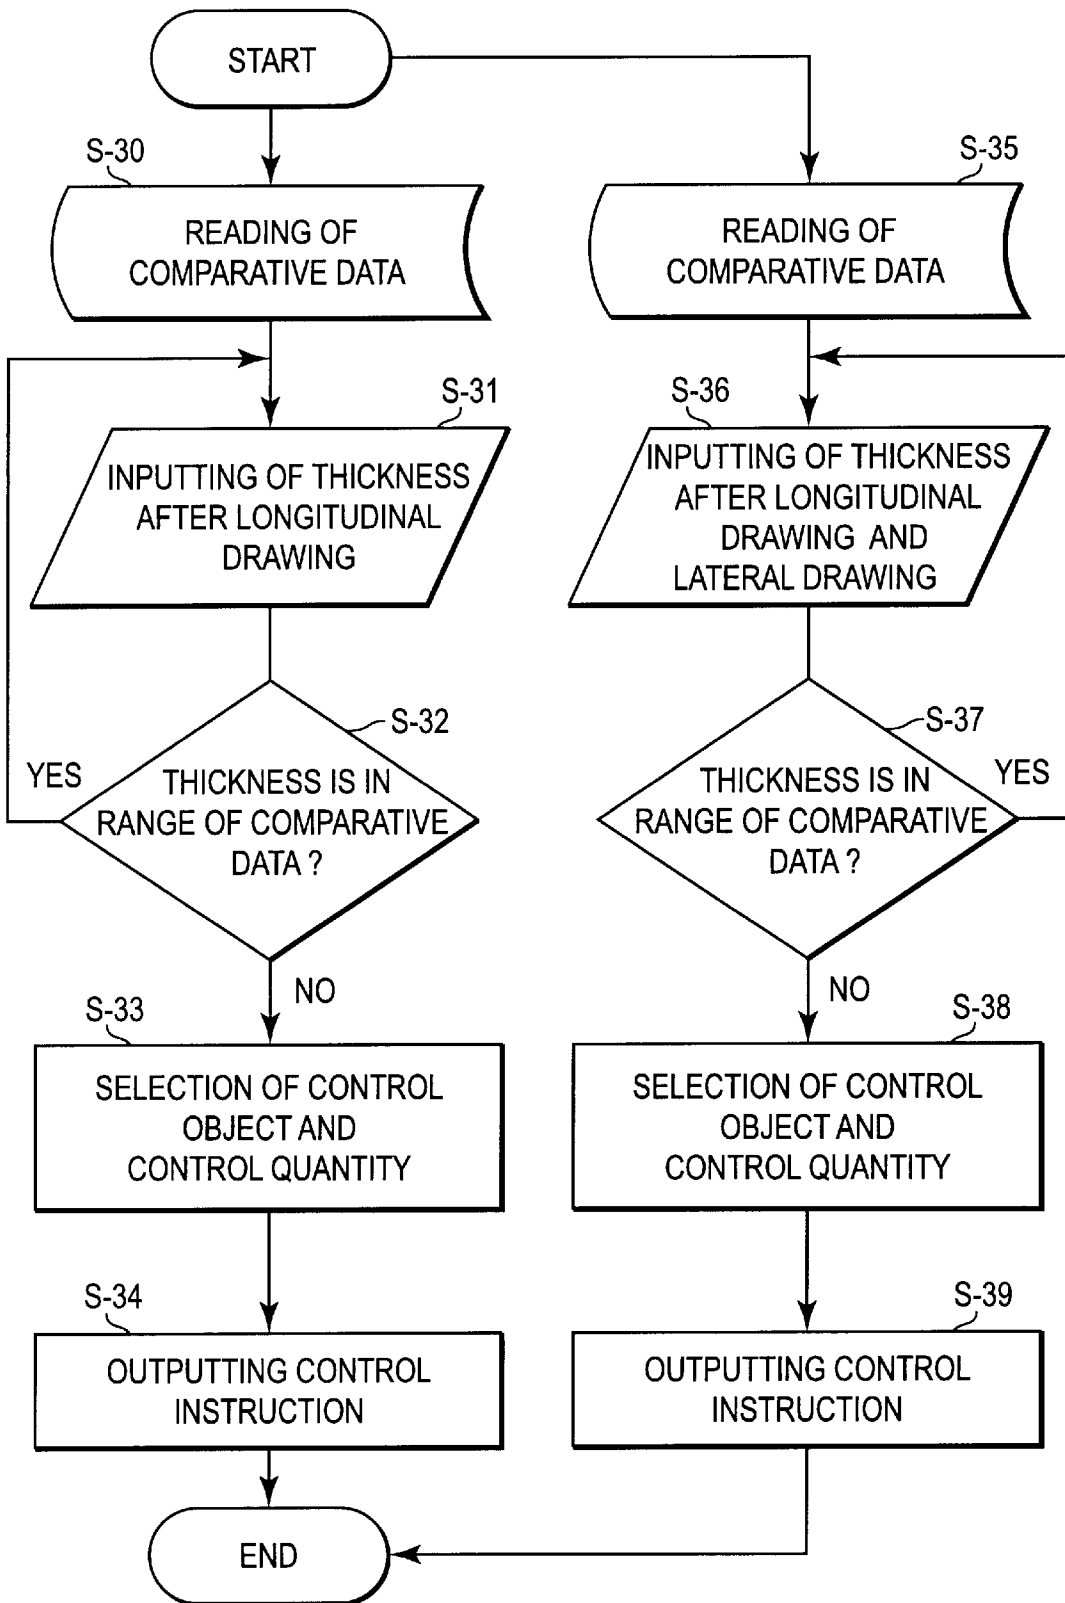 START
S-30
READING OF
COMPARATIVE DATA
S-31
INPUTTING OF THICKNESS
AFTER LONGITUDINAL
DRAWING
S-32
YES
THICKNESS IS IN
RANGE OF COMPARATIVE
DATA ?
NO
S-33
SELECTION OF CONTROL
OBJECT AND
CONTROL QUANTITY
S-34
OUTPUTTING CONTROL
INSTRUCTION
S-35
READING OF
COMPARATIVE DATA
S-36
INPUTTING OF THICKNESS
AFTER LONGITUDINAL
DRAWING AND
LATERAL DRAWING
S-37
THICKNESS IS IN
RANGE OF COMPARATIVE
DATA ?
YES
NO
S-38
SELECTION OF CONTROL
OBJECT AND
CONTROL QUANTITY
S-39
OUTPUTTING CONTROL
INSTRUCTION
END